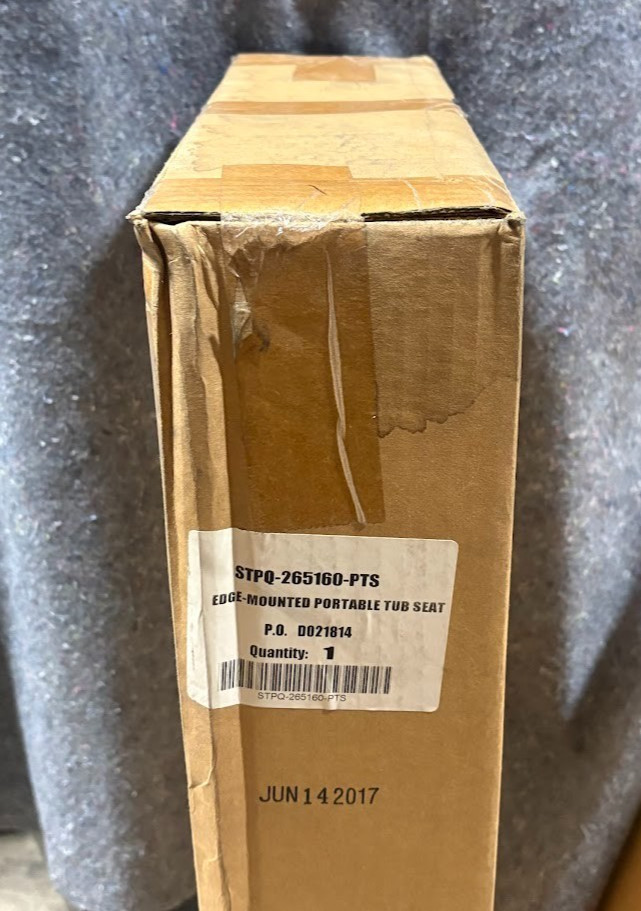 STPQ-265160-PTS
EDGE-MOUNTED PORTABLE TUB SEAT
P.O. D021814
Quantity: 1
STPQ-265160-PTS
JUN 14 2017